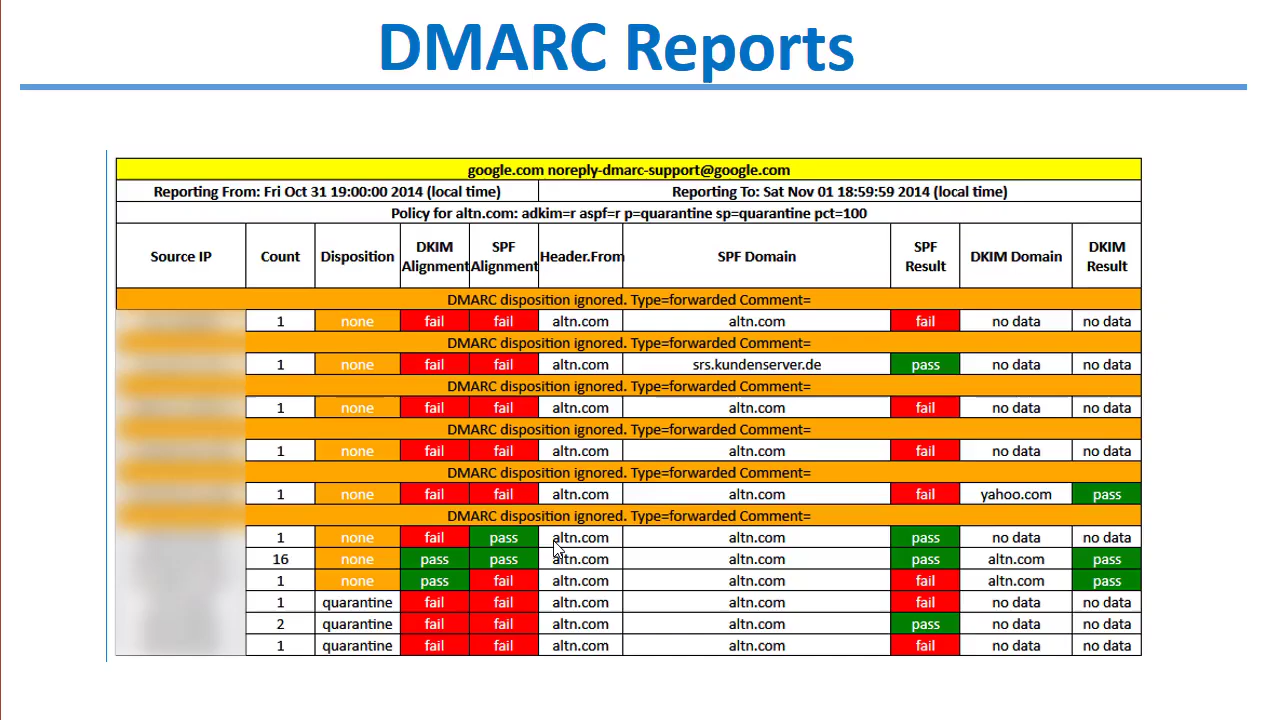 DMARC Reports
google.com noreply-dmarc-support@google.com
Reporting From: Fri Oct 31 19:00:00 2014 (local time) Reporting To: Sat Nov 01 18:59:59 2014 (local time)
Policy for altn.com: adkim=r aspf=r p=quarantine sp=quarantine pct=100
Source IP Count Disposition DKIM Alignment SPF Alignment Header.From SPF Domain SPF Result DKIM Domain DKIM Result
DMARC disposition ignored. Type=forwarded Comment=
1 none fail fail altn.com altn.com fail no data no data
DMARC disposition ignored. Type=forwarded Comment=
1 none fail fail altn.com srs.kundenserver.de pass no data no data
DMARC disposition ignored. Type=forwarded Comment=
1 none fail fail altn.com altn.com fail no data no data
DMARC disposition ignored. Type=forwarded Comment=
1 none fail fail altn.com altn.com fail no data no data
DMARC disposition ignored. Type=forwarded Comment=
1 none fail fail altn.com altn.com fail yahoo.com pass
DMARC disposition ignored. Type=forwarded Comment=
1 none fail pass altn.com altn.com pass no data no data
16 none pass pass altn.com altn.com pass altn.com pass
1 none pass fail altn.com altn.com fail altn.com pass
1 quarantine fail fail altn.com altn.com fail no data no data
2 quarantine fail fail altn.com altn.com pass no data no data
1 quarantine fail fail altn.com altn.com fail no data no data